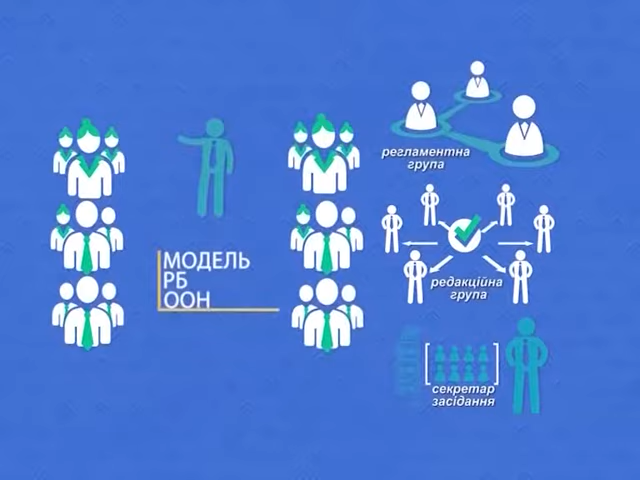 регламентна
група
МОДЕЛЬ
РБ
ООН
редакційна
група
секретар
засідання